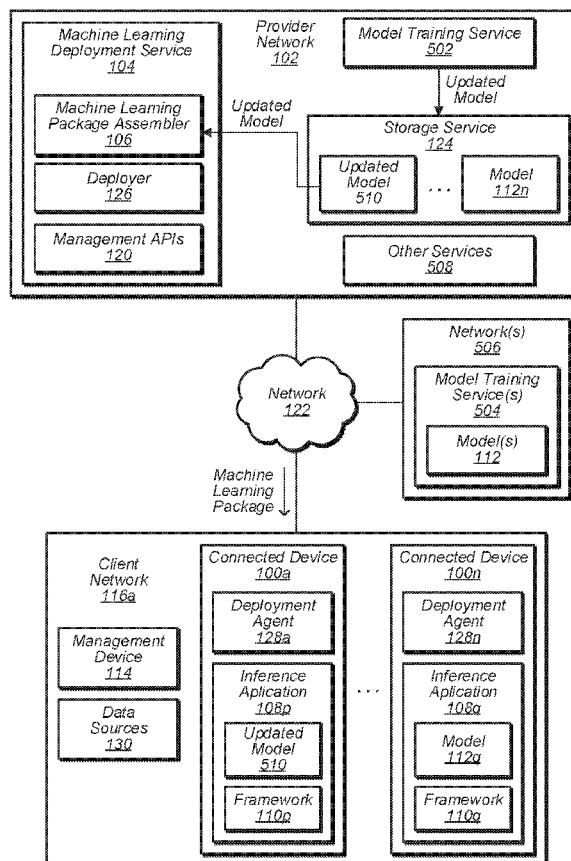 Machine Learning
Deployment Service
104
Machine Learning
Package Assembler
106
Deployer
126
Management APIs
120
Provider
Network
102
Model Training Service
502
Updated
Model
Updated
Model
Storage Service
124
Updated
Model
510
...
Model
112n
Other Services
508
Network
122
Network(s)
506
Model Training
Service(s)
504
Model(s)
112
Machine
Learning
Package
Client
Network
116a
Management
Device
114
Data
Sources
130
Connected Device
100a
Deployment
Agent
128a
Inference
Aplication
108p
Updated
Model
510
Framework
110p
...
Connected Device
100n
Deployment
Agent
128n
Inference
Aplication
108q
Model
112q
Framework
110q